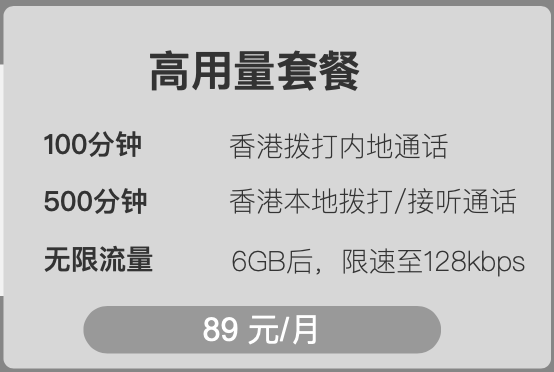 高用量套餐
100分钟 香港拨打内地通话
500分钟 香港本地拨打/接听通话
无限流量 6GB后，限速至128kbps
89 元/月